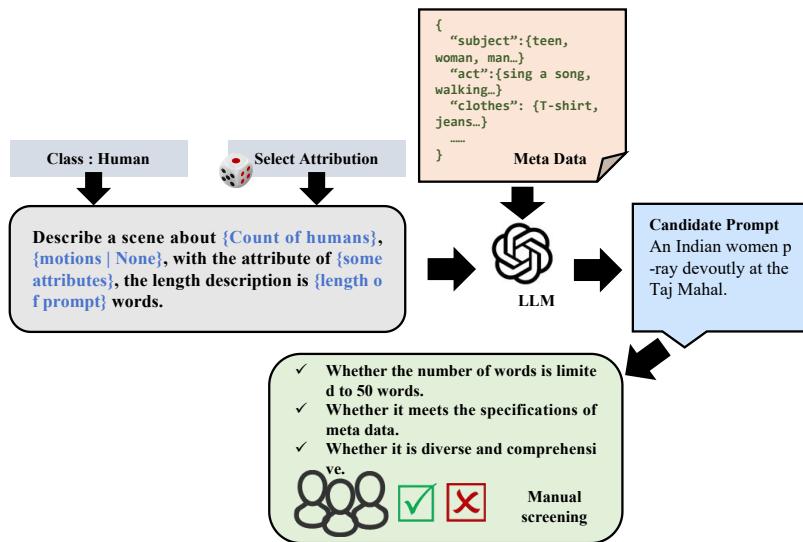 {
"subject":{teen,
woman, man…}
"act":{sing a song,
walking…}
"clothes": {T-shirt,
jeans…}
……
}
Meta Data
Class : Human
Select Attribution
Describe a scene about {Count of humans},
{motions | None}, with the attribute of {some
attributes}, the length description is {length o
f prompt} words.
LLM
Candidate Prompt
An Indian women p
-ray devoutly at the
Taj Mahal.
✓ Whether the number of words is limite
d to 50 words.
✓ Whether it meets the specifications of
meta data.
✓ Whether it is diverse and comprehensi
ve.
Manual
screening